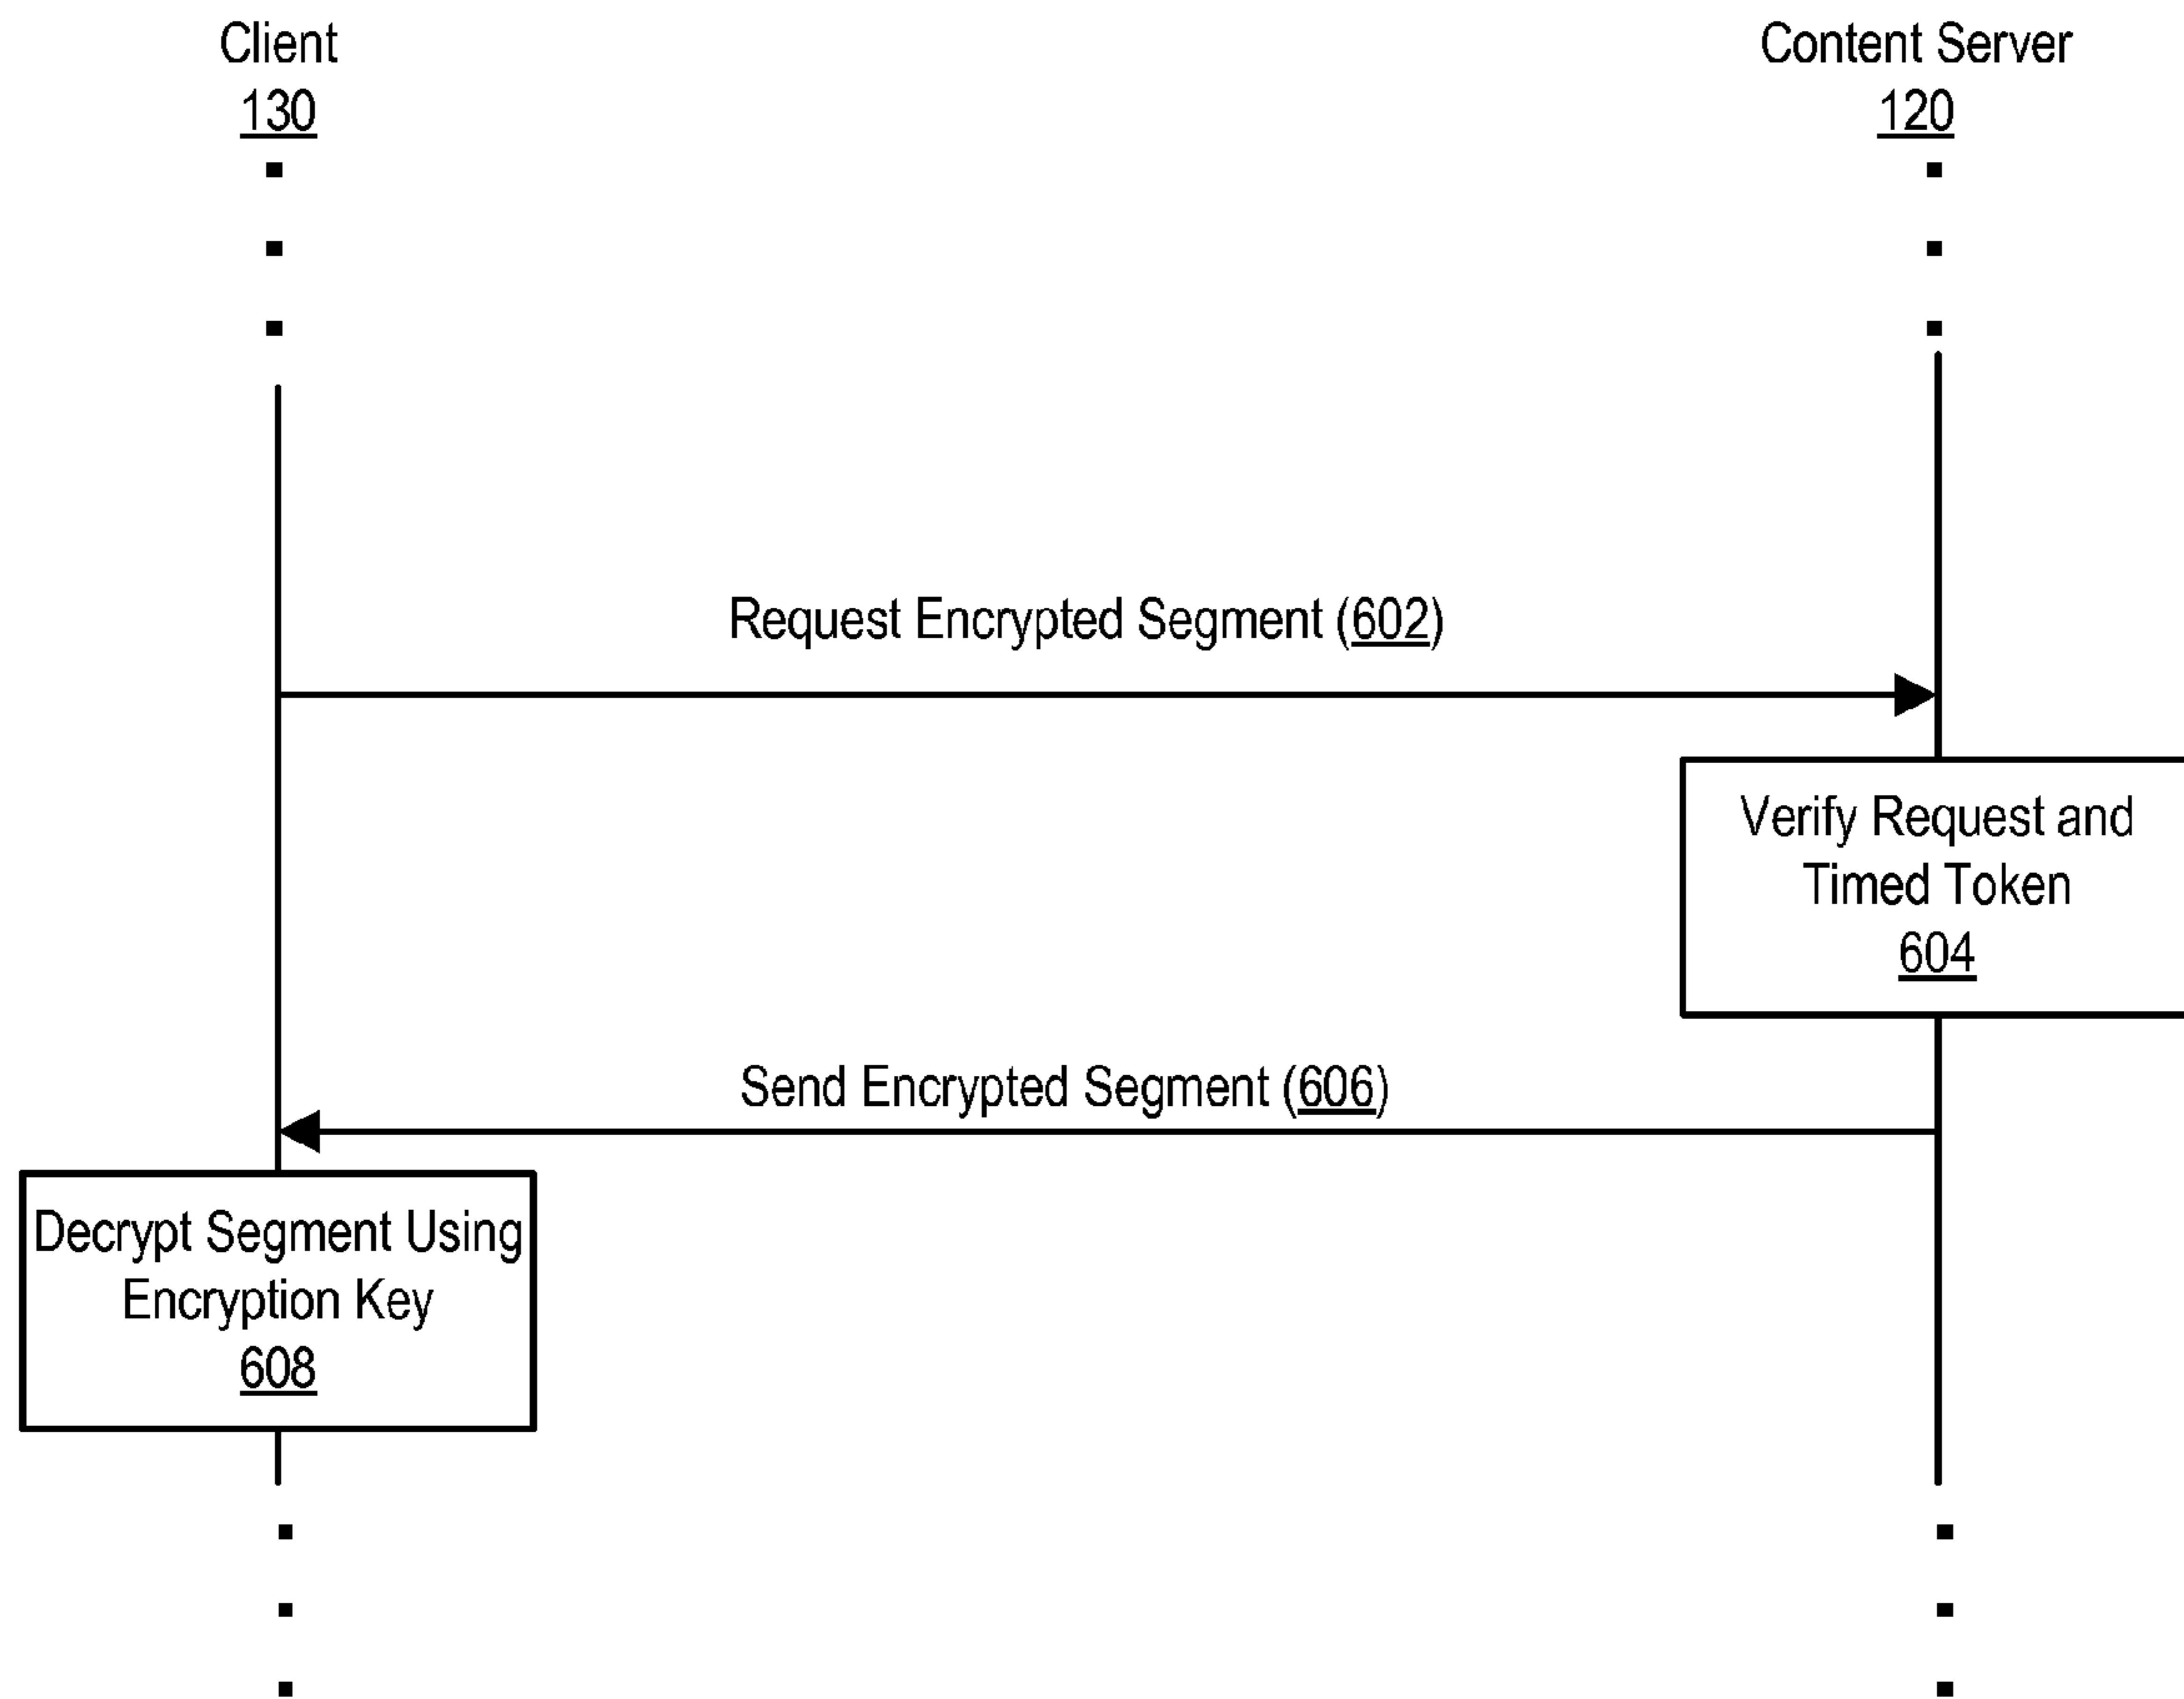 Client
130
Content Server
120
Request Encrypted Segment (602)
Verify Request and
Timed Token
604
Send Encrypted Segment (606)
Decrypt Segment Using
Encryption Key
608